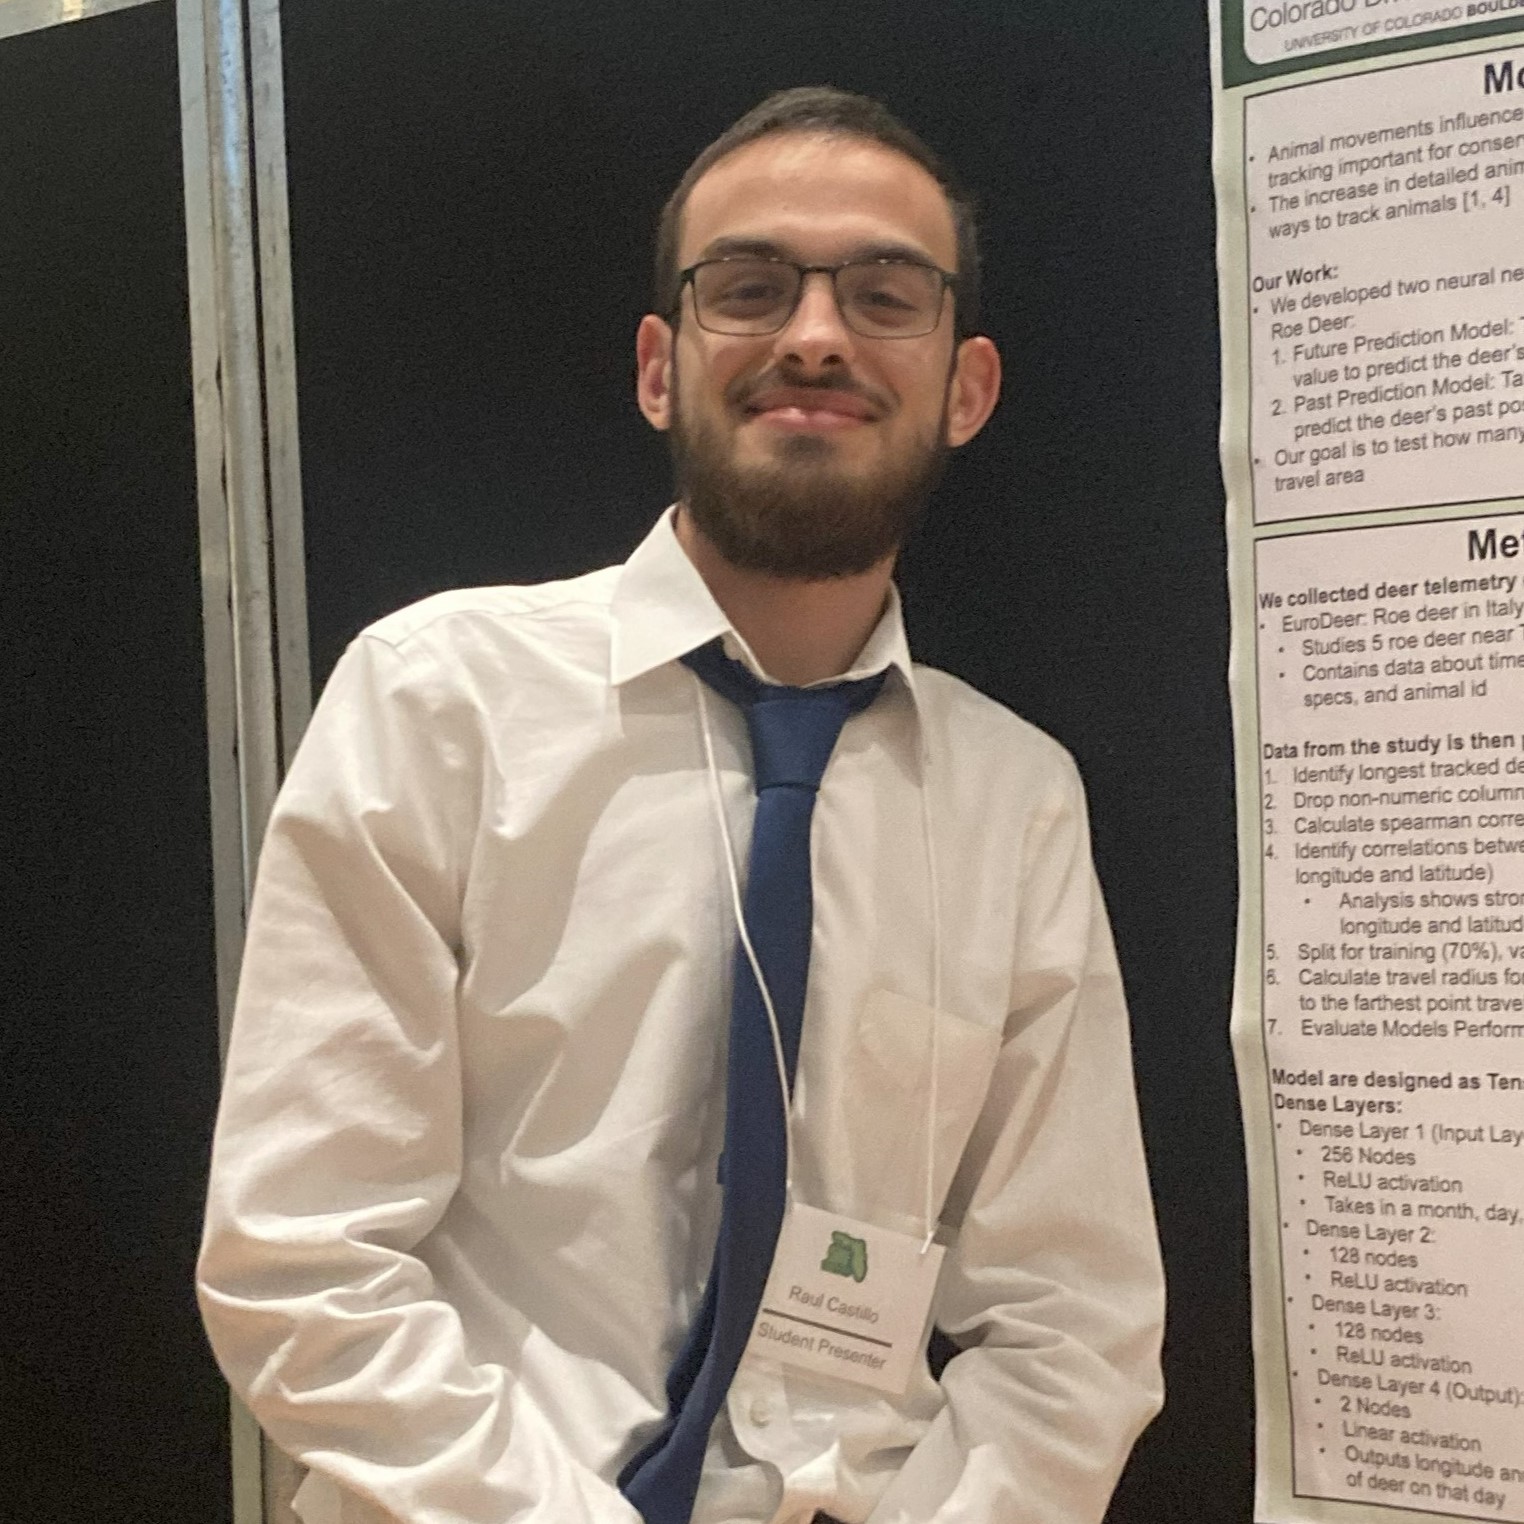 Colorado
UNIVERSITY OF COLORADO BOULD
Animal movements influence
tracking important for conser
The increase in detailed anim
ways to track animals [1, 4]
Our Work:
We developed two neural ne
Roe Deer:
1. Future Prediction Model:
value to predict the deer's
2. Past Prediction Model: Ta
predict the deer's past pos
Our goal is to test how many
travel area
Met
We collected deer telemetry
EuroDeer: Roe deer in Italy
Studies 5 roe deer near
Contains data about time
specs, and animal id
Data from the study is then
1. Identify longest tracked de
2. Drop non-numeric column
3. Calculate spearman corre
4. Identify correlations betwe
longitude and latitude)
Analysis shows stron
longitude and latitud
5. Split for training (70%), va
6. Calculate travel radius for
to the farthest point trave
7. Evaluate Models Perform
Model are designed as Ten
Dense Layers:
Dense Layer 1 (Input Lay
256 Nodes
ReLU activation
Takes in a month, day,
Dense Layer 2:
128 nodes
ReLU activation
Dense Layer 3:
128 nodes
ReLU activation
Dense Layer 4 (Output):
2 Nodes
Linear activation
Outputs longitude an
of deer on that day
Raul Castillo
Student Presenter